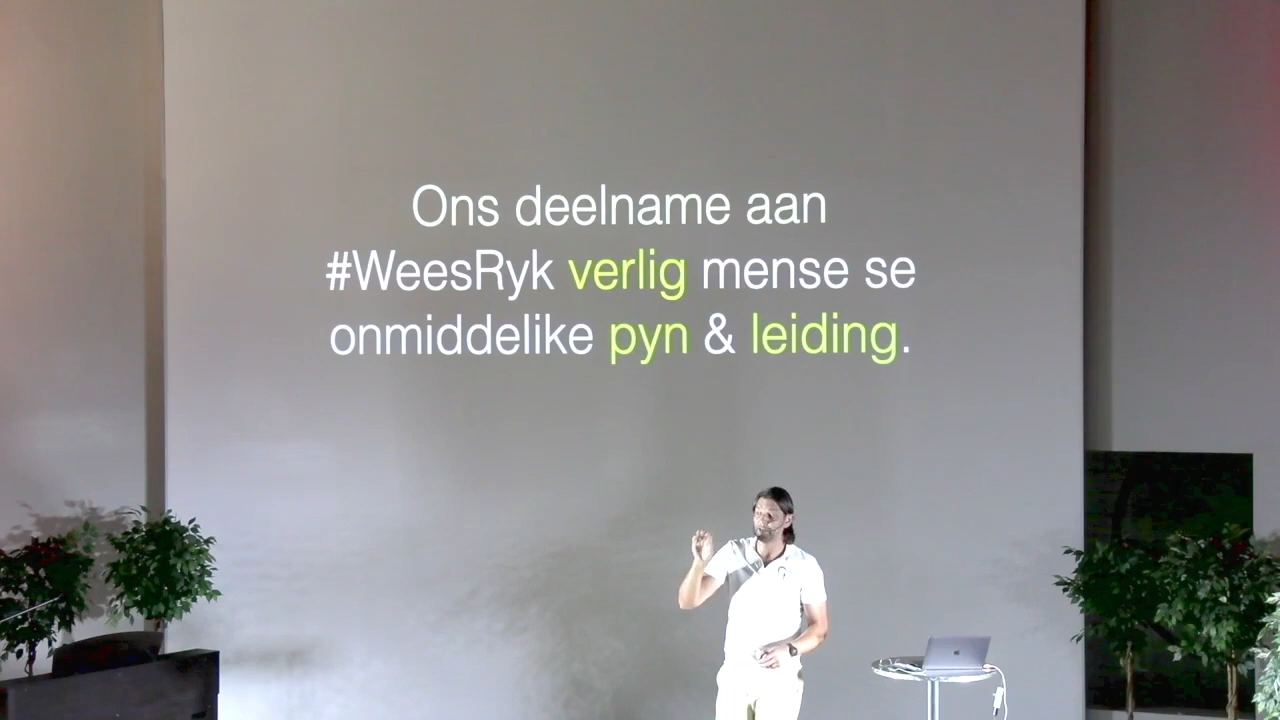 Ons deelname aan
#WeesRyk verlig mense se
onmiddelike pyn & leiding.